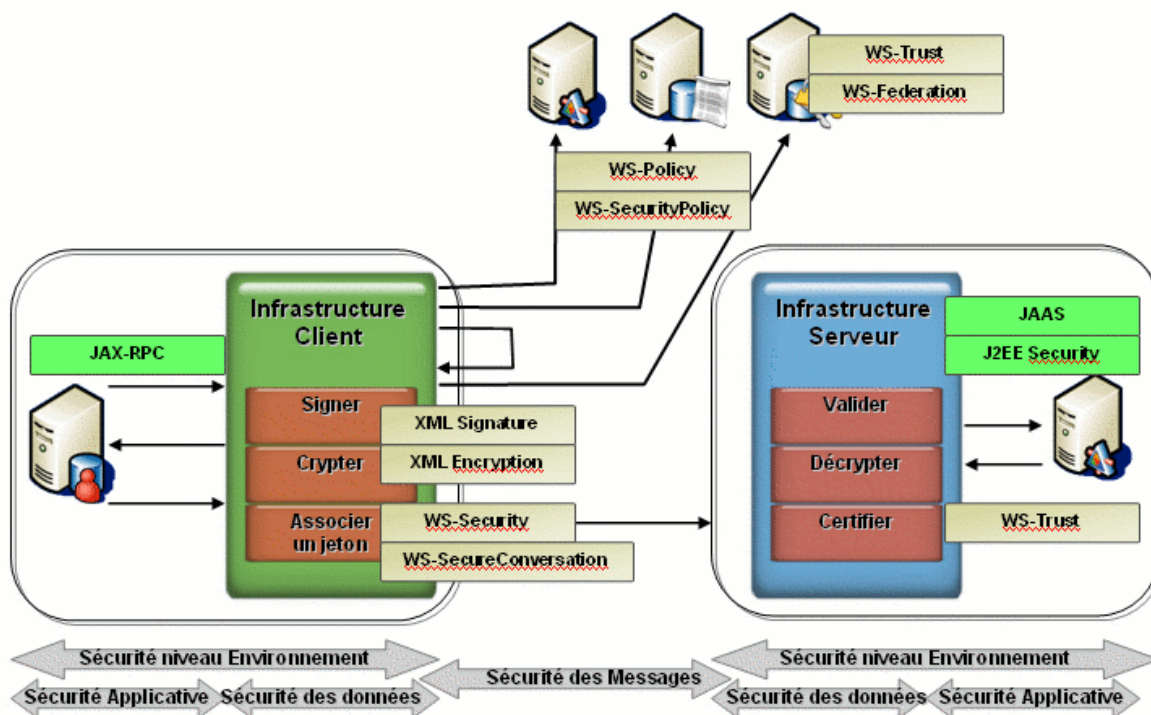 WS-Trust
WS-Federation
WS-Policy
WS-SecurityPolicy
Infrastructure
Client
JAX-RPC
Signer
XML Signature
Crypter
XML Encryption
Associer
un jeton
WS-Security
WS-SecureConversation
Infrastructure
Serveur
JAAS
J2EE Security
Valider
Décrypter
Certifier
WS-Trust
Sécurité niveau Environnement
Sécurité des Messages
Sécurité niveau Environnement
Sécurité Applicative
Sécurité des données
Sécurité des données
Sécurité Applicative